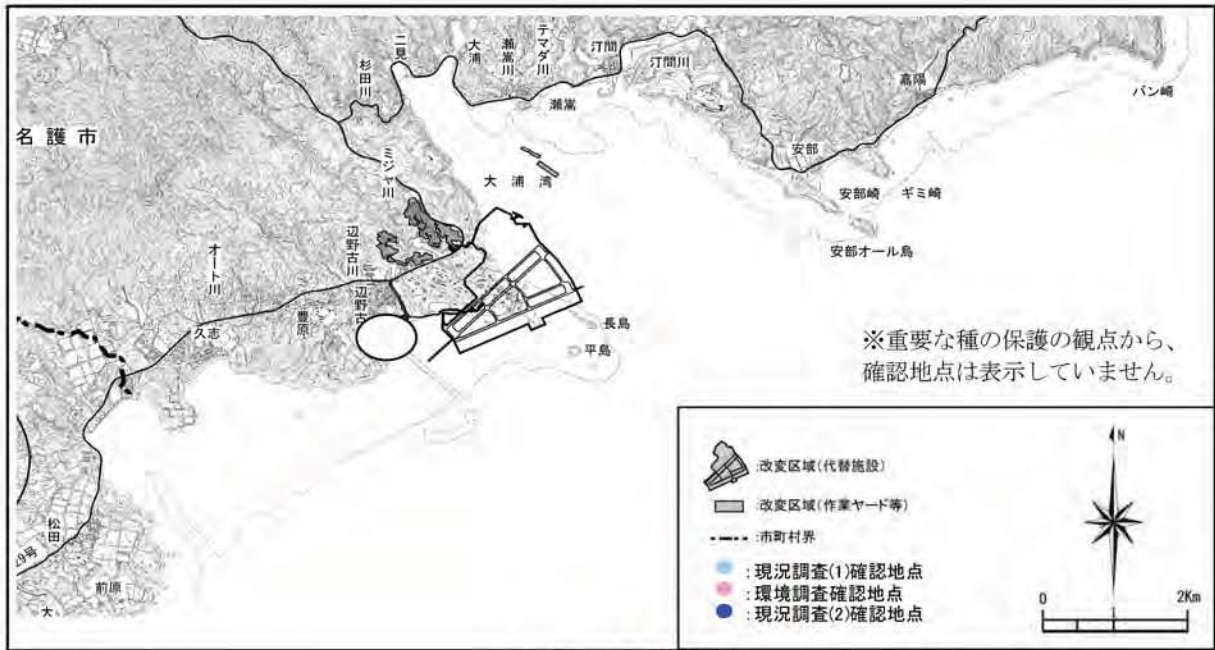 名護市
杉田川
二見
大浦
瀬嵩川
テマダ川
汀間
汀間川
瀬嵩
嘉陽
バン崎
安部
安部崎
ギミ崎
安部オール島
大浦湾
ミジャ川
辺野古川
辺野古
オート川
久志
豊原
長島
平島
松田
前原
大
※重要な種の保護の観点から、
確認地点は表示していません。
:改変区域(代替施設)
:改変区域(作業ヤード等)
:市町村界
:現況調査(1)確認地点
:環境調査確認地点
:現況調査(2)確認地点
N
0 1 2Km